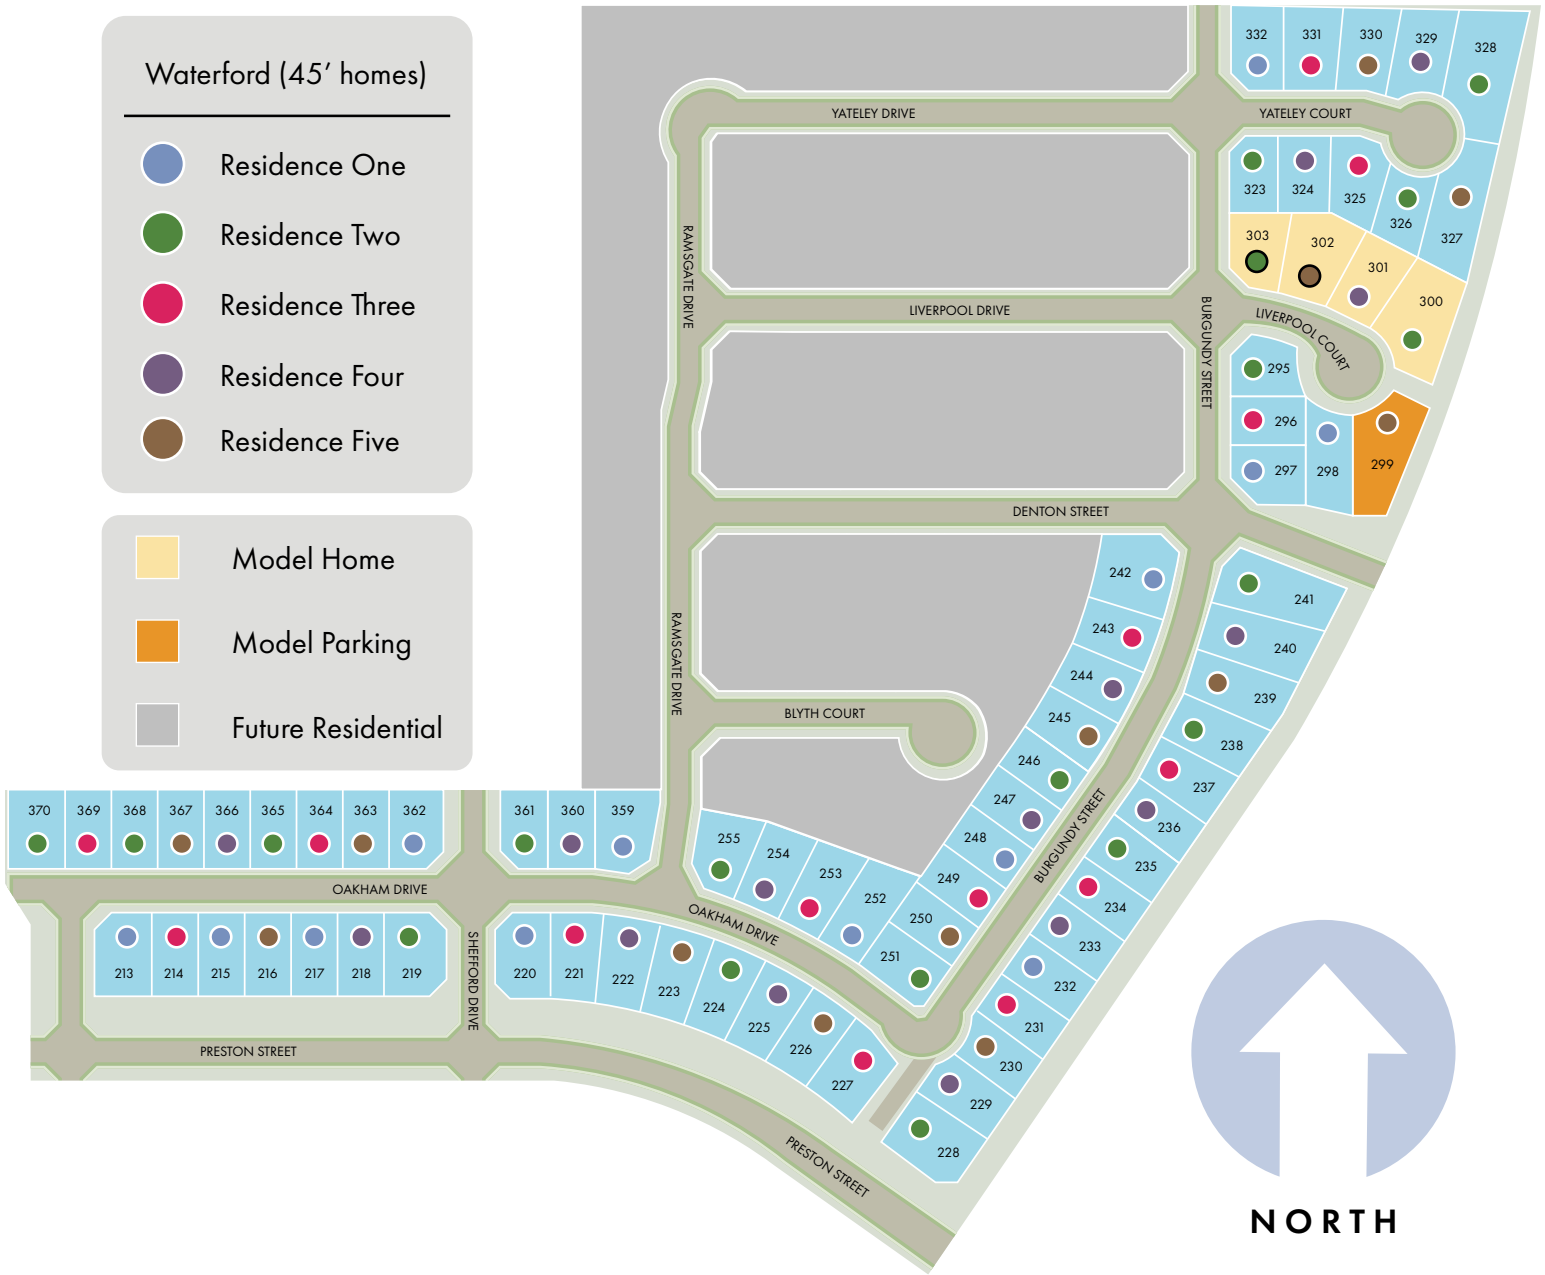 Waterford (45’ homes)
Residence One
Residence Two
Residence Three
Residence Four
Residence Five
Model Home
Model Parking
Future Residential
332
331
330
329
328
YATELEY DRIVE
YATELEY COURT
323
324
325
326
327
303
302
301
300
RAMSGATE DRIVE
LIVERPOOL DRIVE
BURGUNDY STREET
LIVERPOOL COURT
295
296
297
298
299
DENTON STREET
242
243
244
245
246
247
248
249
250
251
241
240
239
238
237
236
235
234
233
232
231
230
229
228
RAMSGATE DRIVE
BLYTH COURT
BURGUNDY STREET
370
369
368
367
366
365
364
363
362
361
360
359
255
254
253
252
OAKHAM DRIVE
OAKHAM DRIVE
213
214
215
216
217
218
219
SHEFFORD DRIVE
220
221
222
223
224
225
226
227
PRESTON STREET
PRESTON STREET
NORTH